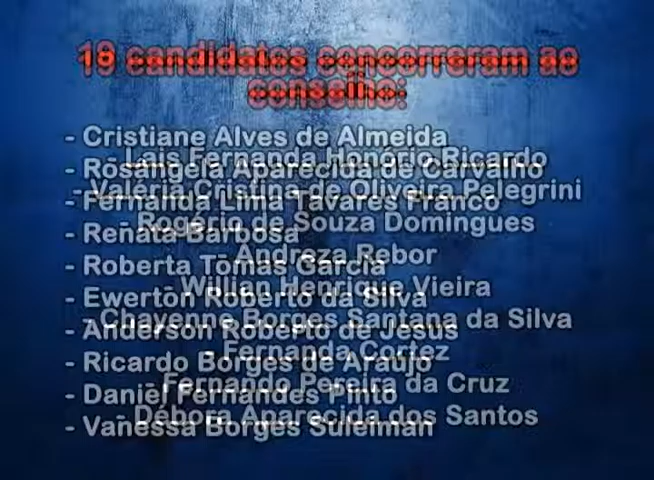 19 candidatos concorreram ao
conselho:
- Cristiane Alves de Almeida
- Laís Fernanda Honório Ricardo
- Rosangela Aparecida de Carvalho
- Valéria Cristina de Oliveira Pelegrini
- Fernanda Lima Tavares Franco
- Rogério de Souza Domingues
- Renata Barbosa
- Andreza Rebor
- Roberta Tomas Garcia
- Willian Henrique Vieira
- Ewerton Roberto da Silva
- Chayenne Borges Santana da Silva
- Anderson Roberto de Jesus
- Fernanda Cortez
- Ricardo Borges de Araújo
- Fernando Pereira da Cruz
- Daniel Fernandes Pinto
- Débora Aparecida dos Santos
- Vanessa Borges Suleiman